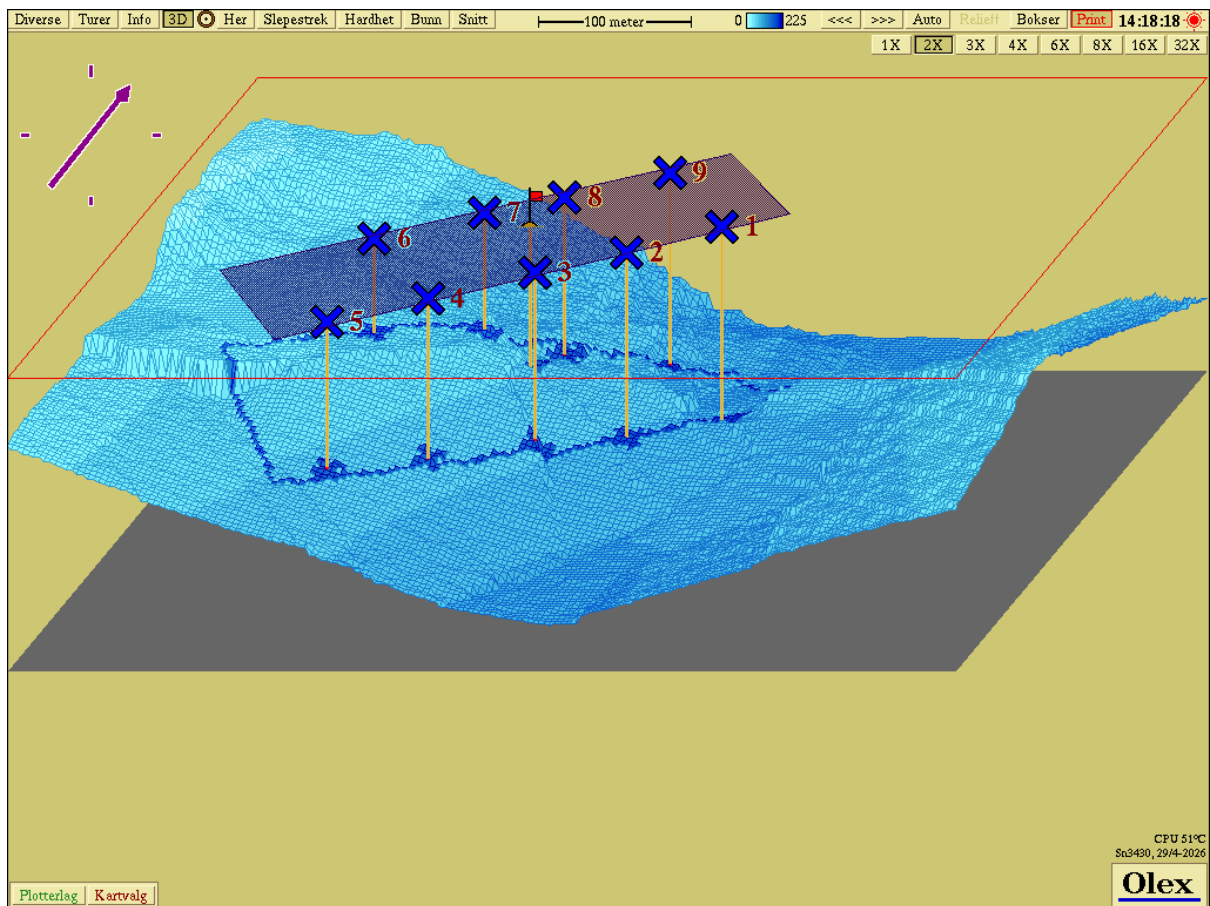 Diverse Turer Info 3D Her Slepestrek Hardhet Bunn Snitt 100 meter 0 225 <<< >>> Auto Relieff Bokser Print 14:18:18
1X 2X 3X 4X 6X 8X 16X 32X
9
8
7
1
6
2
3
4
5
CPU 51°C
Sn3430, 29/4-2026
Plotterlag Kartvalg
Olex